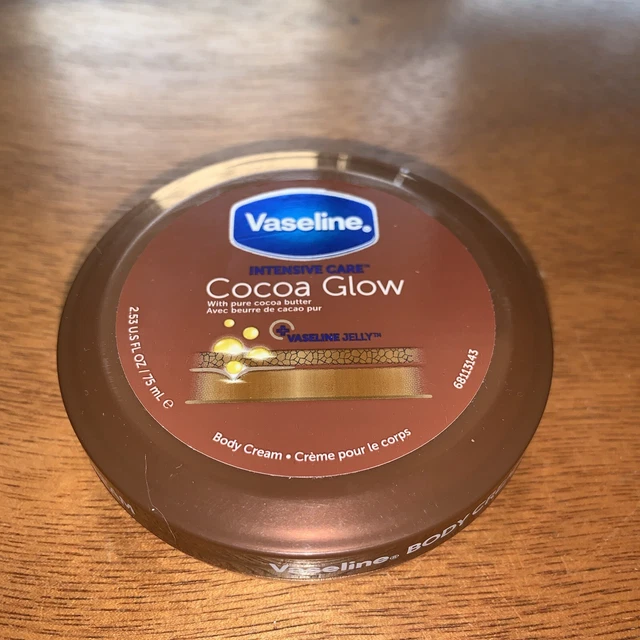 Vaseline®
INTENSIVE CARE™
Cocoa Glow
With pure cocoa butter
Avec beurre de cacao pur
VASELINE JELLY™
2.53 U.S FL OZ / 75 mL e
68113143
Body Cream • Crème pour le corps
Vaseline® BODY